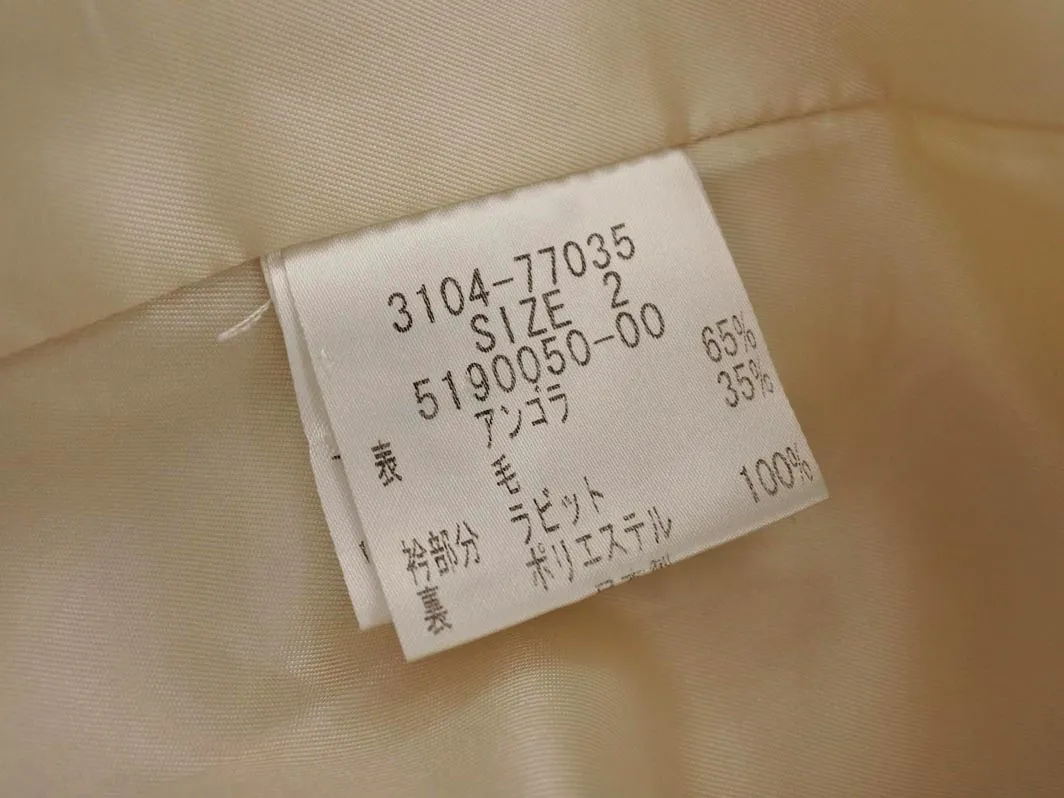 3104-77035
SIZE 2
5190050-00
表 アンゴラ 65%
毛 35%
衿部分 ラビット
裏 ポリエステル 100%